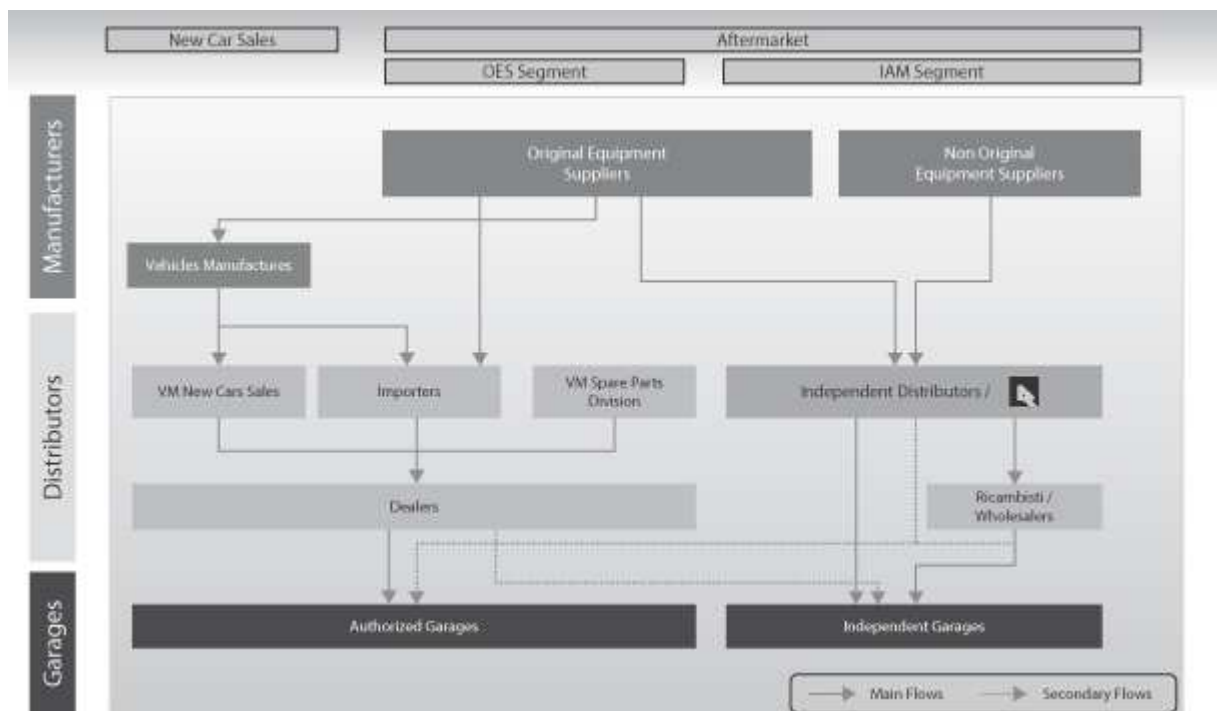 New Car Sales
Aftermarket
OES Segment
IAM Segment
Manufacturers
Original Equipment
Suppliers
Non Original
Equipment Suppliers
Vehicles Manufactures
Distributors
VM New Cars Sales
Importers
VM Spare Parts
Division
Independent Distributors /
Dealers
Ricambisti /
Wholesalers
Garages
Authorized Garages
Independent Garages
Main Flows
Secondary Flows